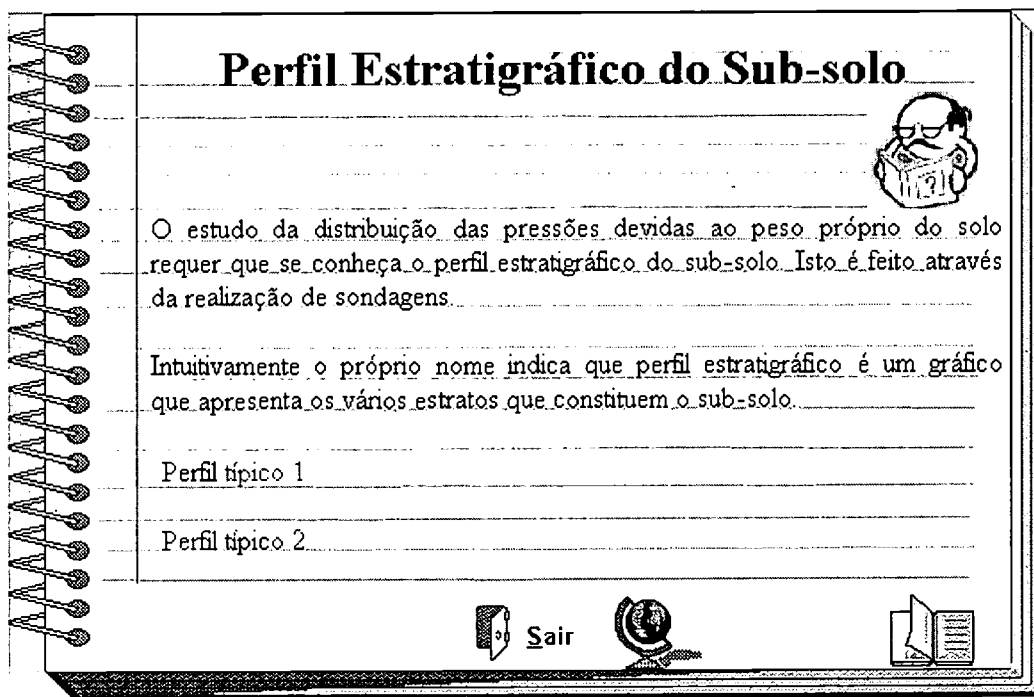 Perfil Estratigráfico do Sub-solo
?
O estudo da distribuição das pressões devidas ao peso próprio do solo
requer que se conheça o perfil estratigráfico do sub-solo. Isto é feito através
da realização de sondagens.
Intuitivamente o próprio nome indica que perfil estratigráfico é um gráfico
que apresenta os vários estratos que constituem o sub-solo.
Perfil típico 1
Perfil típico 2
Sair